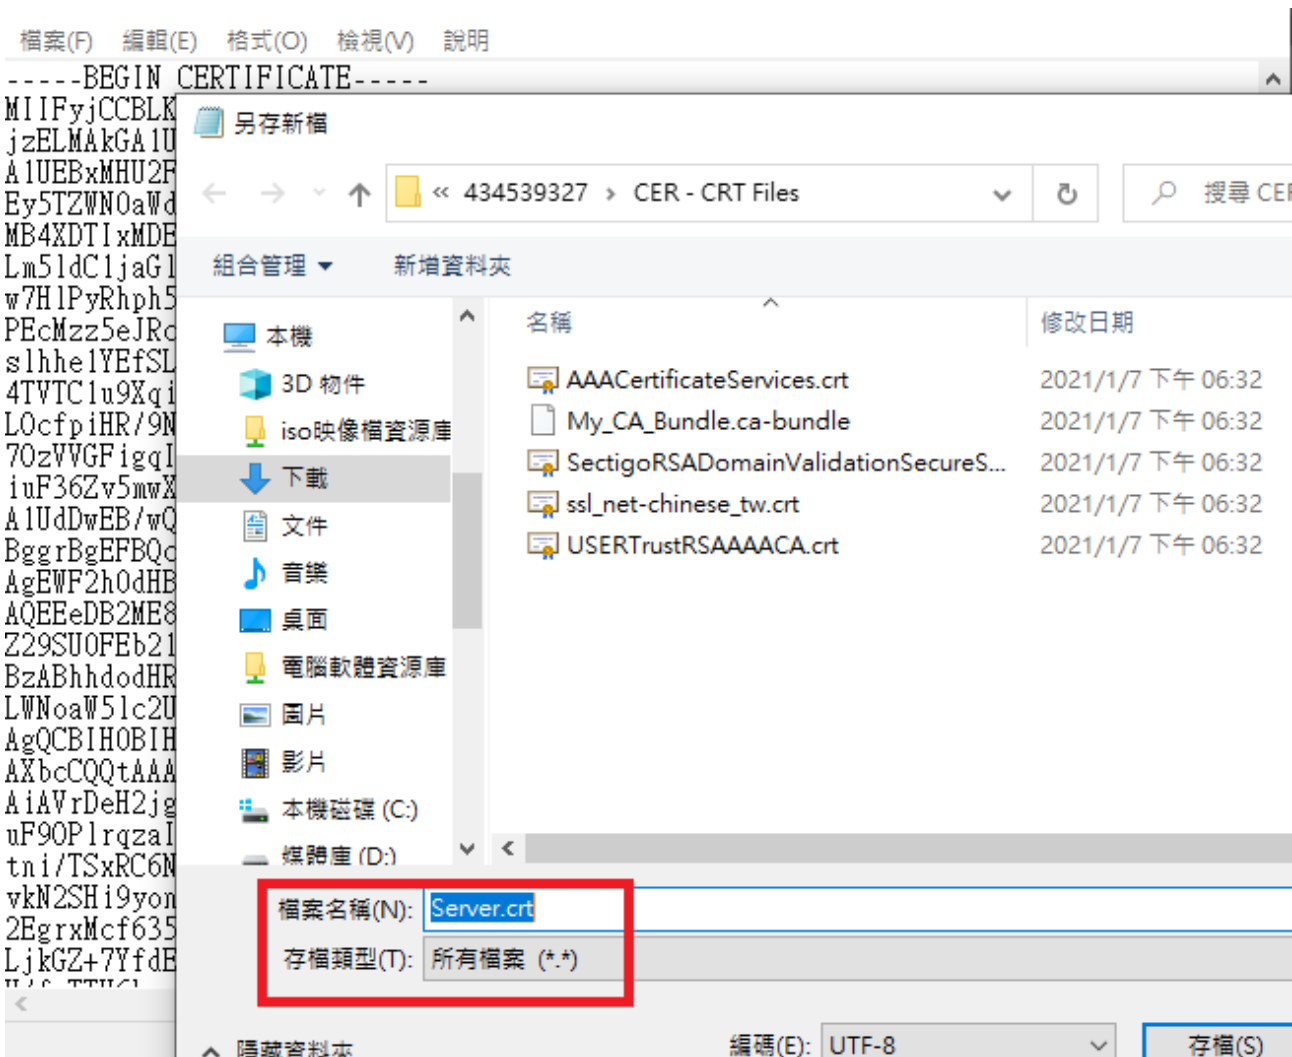 檔案(F) 編輯(E) 格式(O) 檢視(V) 說明
-----BEGIN CERTIFICATE-----
MIIFyjCCBLK
jzELMAkGA1U
A1UEBxMHU2F
Ey5TZWN0aWd
MB4XDTIxMDE
Lm5ldC1jaGl
w7H1PyRhph5
PEcMzz5eJRc
slhhe1YEfSL
4TVTC1u9Xqi
LOcfpiHR/9N
7OzVVGFigqI
iuF36Zv5mwX
A1UdDwEB/wQ
BggrBgEFBQc
AgEWF2h0dHB
AQEEeDB2ME8
Z29SU0FEb21
BzABhhdodHR
LWNoaW5lc2U
AgQCBIH0BIH
AXbcCQQtAAA
AiAVrDeH2jg
uF9OPlrqzaI
tni/TSxRC6N
vkN2SHi9yon
2EgrxMcf635
LjkGZ+7YfdE
另存新檔
« 434539327 › CER - CRT Files
搜尋 CER
組合管理 新增資料夾
本機
3D 物件
iso映像檔資源庫
下載
文件
音樂
桌面
電腦軟體資源庫
圖片
影片
本機磁碟 (C:)
媒體庫 (D:)
名稱 修改日期
AAACertificateServices.crt 2021/1/7 下午 06:32
My_CA_Bundle.ca-bundle 2021/1/7 下午 06:32
SectigoRSADomainValidationSecureS... 2021/1/7 下午 06:32
ssl_net-chinese_tw.crt 2021/1/7 下午 06:32
USERTrustRSAAAACA.crt 2021/1/7 下午 06:32
檔案名稱(N): Server.crt
存檔類型(T): 所有檔案 (*.*)
隱藏資料夾 編碼(E): UTF-8 存檔(S)